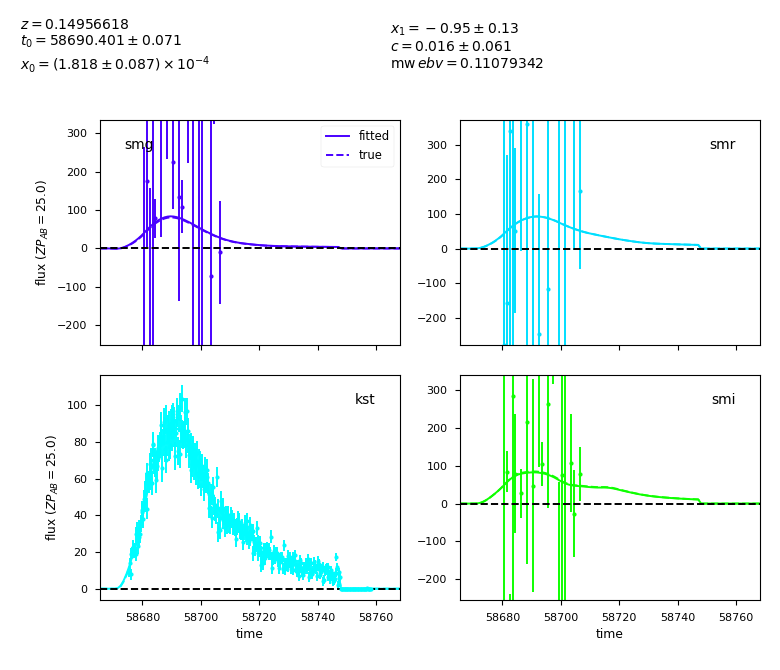 z = 0.14956618
t₀ = 58690.401 ± 0.071
x₀ = (1.818 ± 0.087) × 10⁻⁴
x₁ = −0.95 ± 0.13
c = 0.016 ± 0.061
mw ebv = 0.11079342
smg
fitted
true
300
200
100
0
−100
−200
flux (ZP_AB = 25.0)
smr
300
200
100
0
−100
−200
kst
100
80
60
40
20
0
flux (ZP_AB = 25.0)
58680 58700 58720 58740 58760
time
smi
300
200
100
0
−100
−200
58680 58700 58720 58740 58760
time